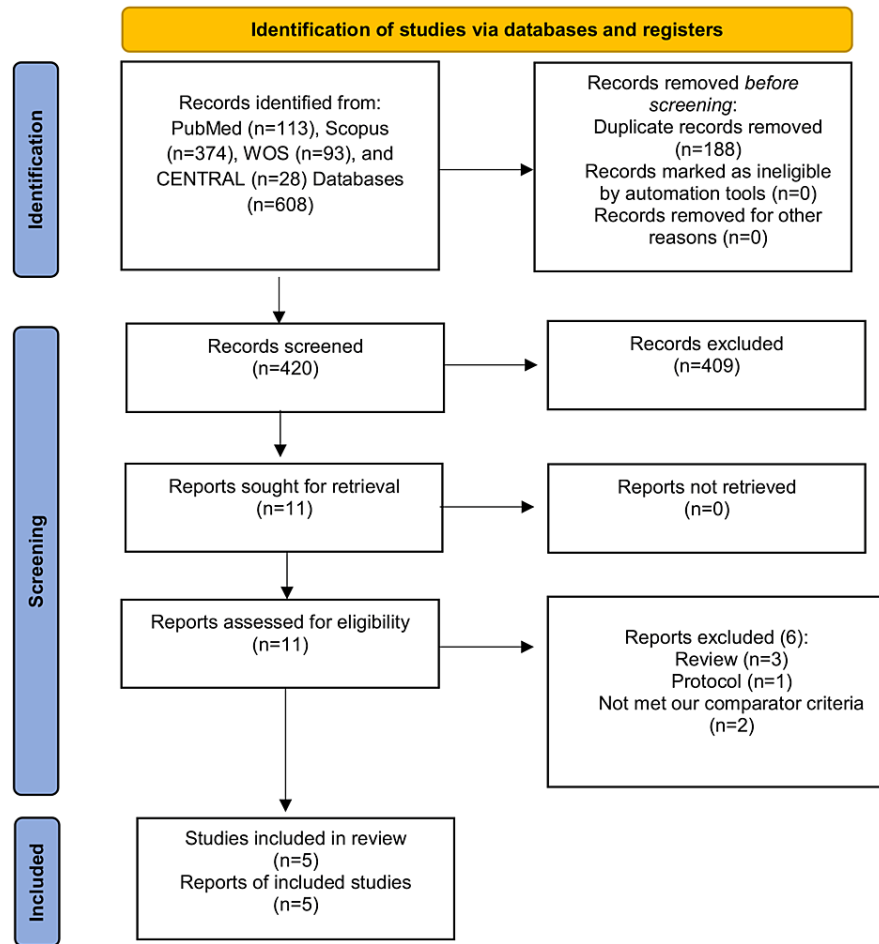 Identification of studies via databases and registers
Identification
Records identified from:
PubMed (n=113), Scopus
(n=374), WOS (n=93), and
CENTRAL (n=28) Databases
(n=608)
Records removed before
screening:
Duplicate records removed
(n=188)
Records marked as ineligible
by automation tools (n=0)
Records removed for other
reasons (n=0)
Screening
Records screened
(n=420)
Records excluded
(n=409)
Reports sought for retrieval
(n=11)
Reports not retrieved
(n=0)
Reports assessed for eligibility
(n=11)
Reports excluded (6):
Review (n=3)
Protocol (n=1)
Not met our comparator criteria
(n=2)
Included
Studies included in review
(n=5)
Reports of included studies
(n=5)